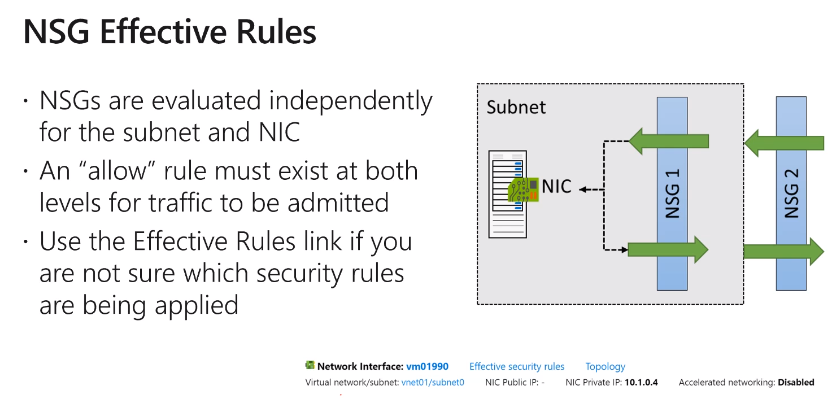 NSG Effective Rules
· NSGs are evaluated independently
for the subnet and NIC
· An “allow” rule must exist at both
levels for traffic to be admitted
· Use the Effective Rules link if you
are not sure which security rules
are being applied
Subnet
NIC
NSG 1
NSG 2
Network Interface: vm01990 Effective security rules Topology
Virtual network/subnet: vnet01/subnet0 NIC Public IP: - NIC Private IP: 10.1.0.4 Accelerated networking: Disabled